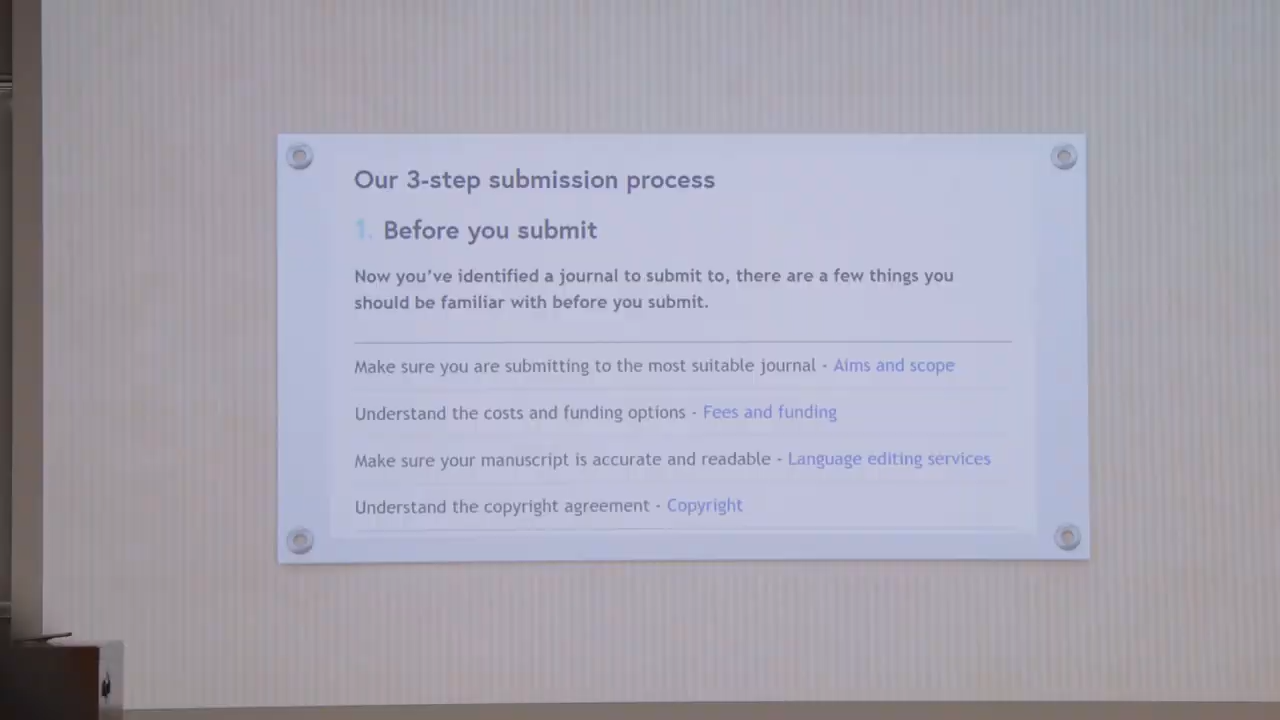 Our 3-step submission process
1. Before you submit
Now you've identified a journal to submit to, there are a few things you
should be familiar with before you submit.
Make sure you are submitting to the most suitable journal - Aims and scope
Understand the costs and funding options - Fees and funding
Make sure your manuscript is accurate and readable - Language editing services
Understand the copyright agreement - Copyright